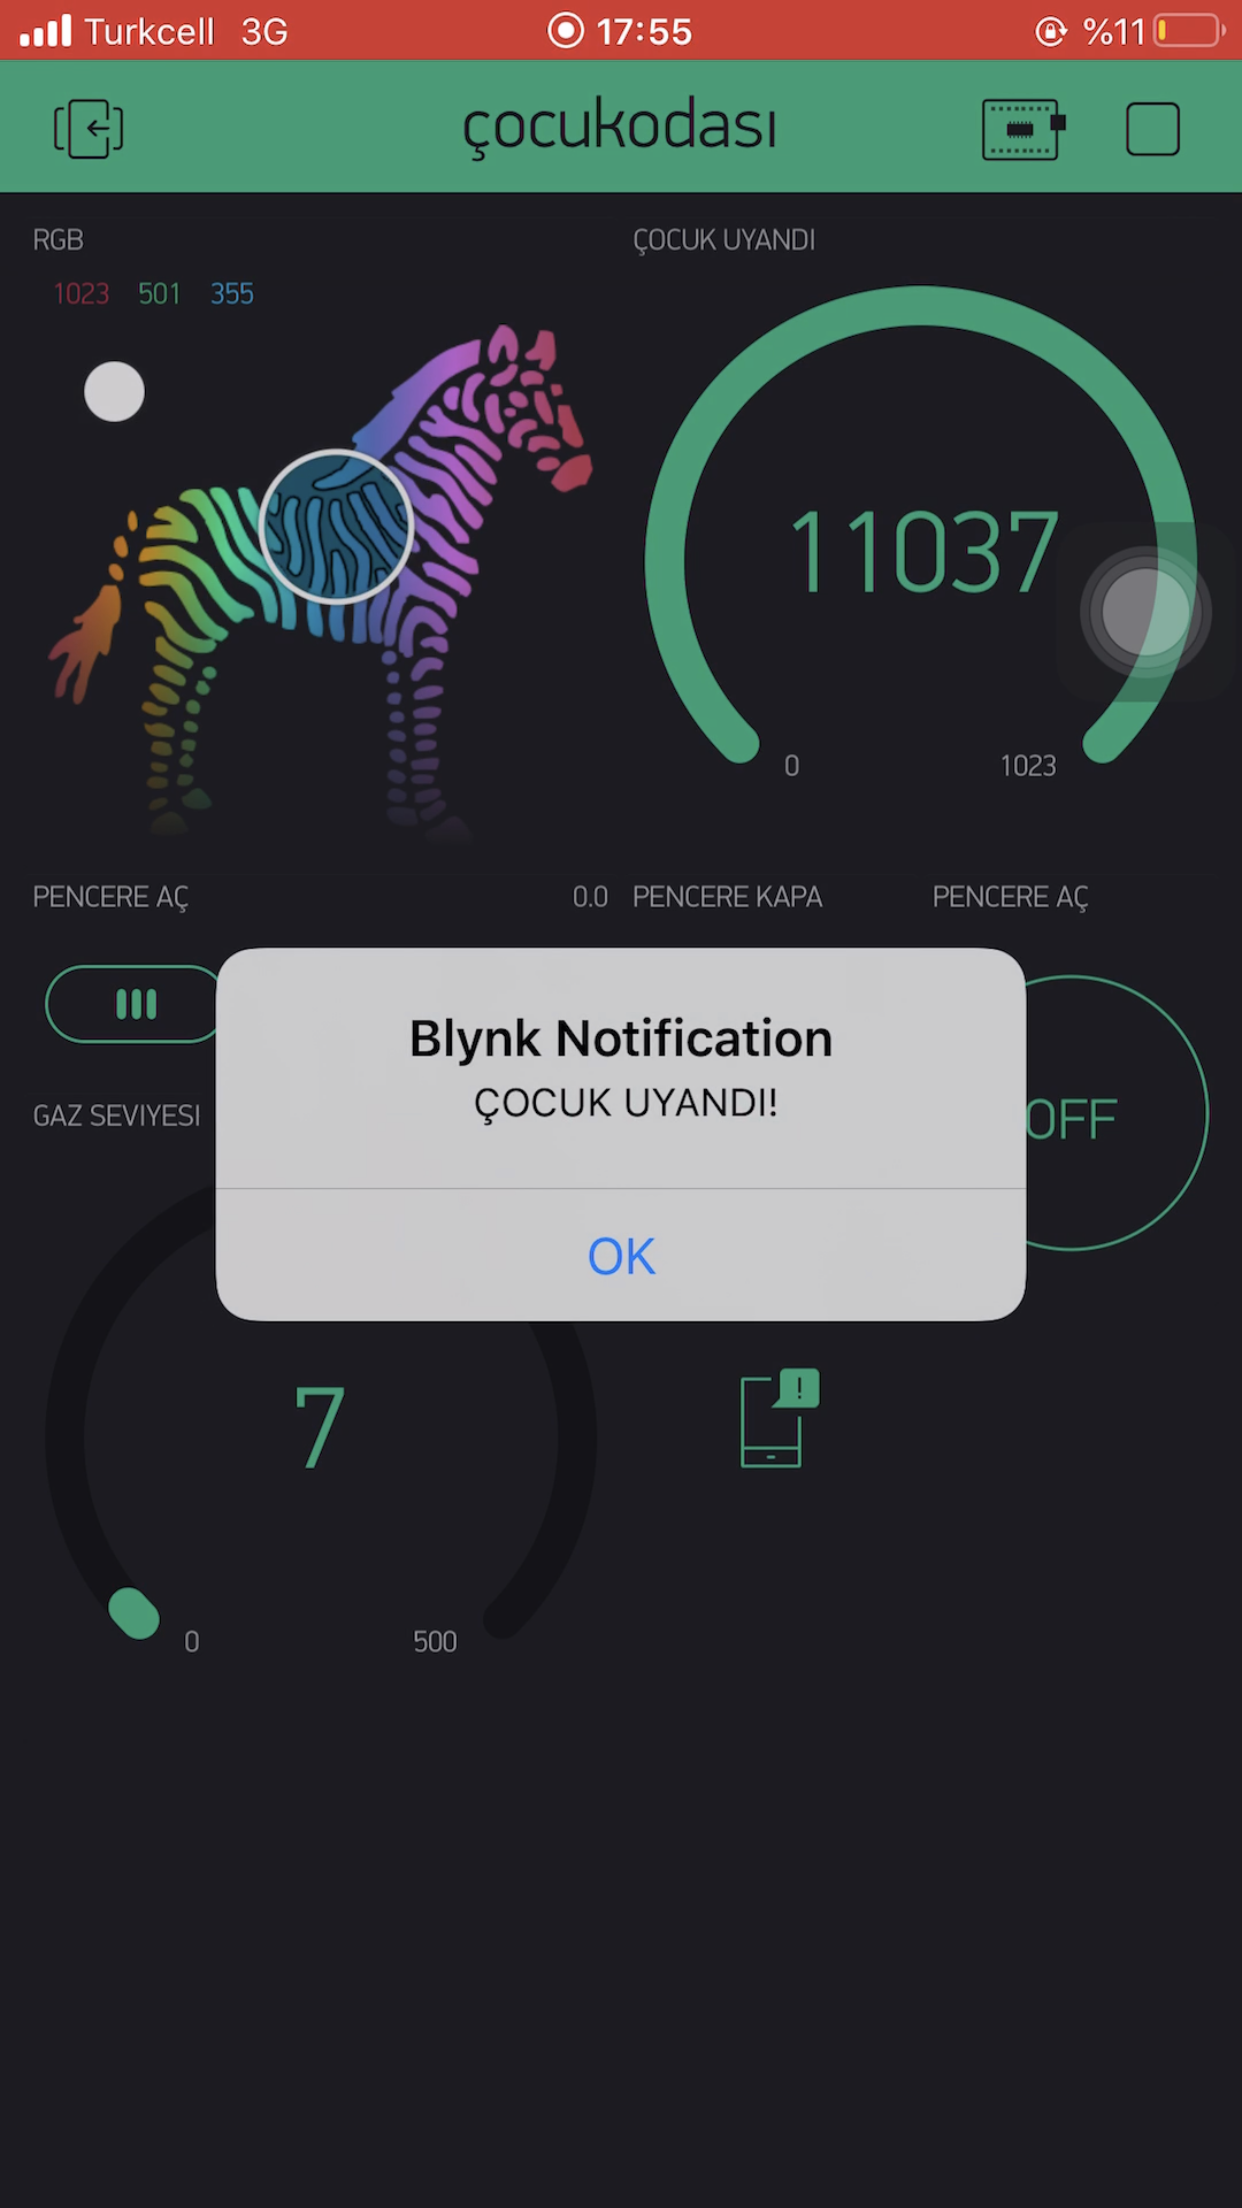 Turkcell 3G 17:55 %11
çocukodası
RGB
1023 501 355
ÇOCUK UYANDI
11037
0 1023
PENCERE AÇ 0.0
PENCERE KAPA
PENCERE AÇ
Blynk Notification
ÇOCUK UYANDI!
OK
OFF
GAZ SEVIYESI
7
!
0 500